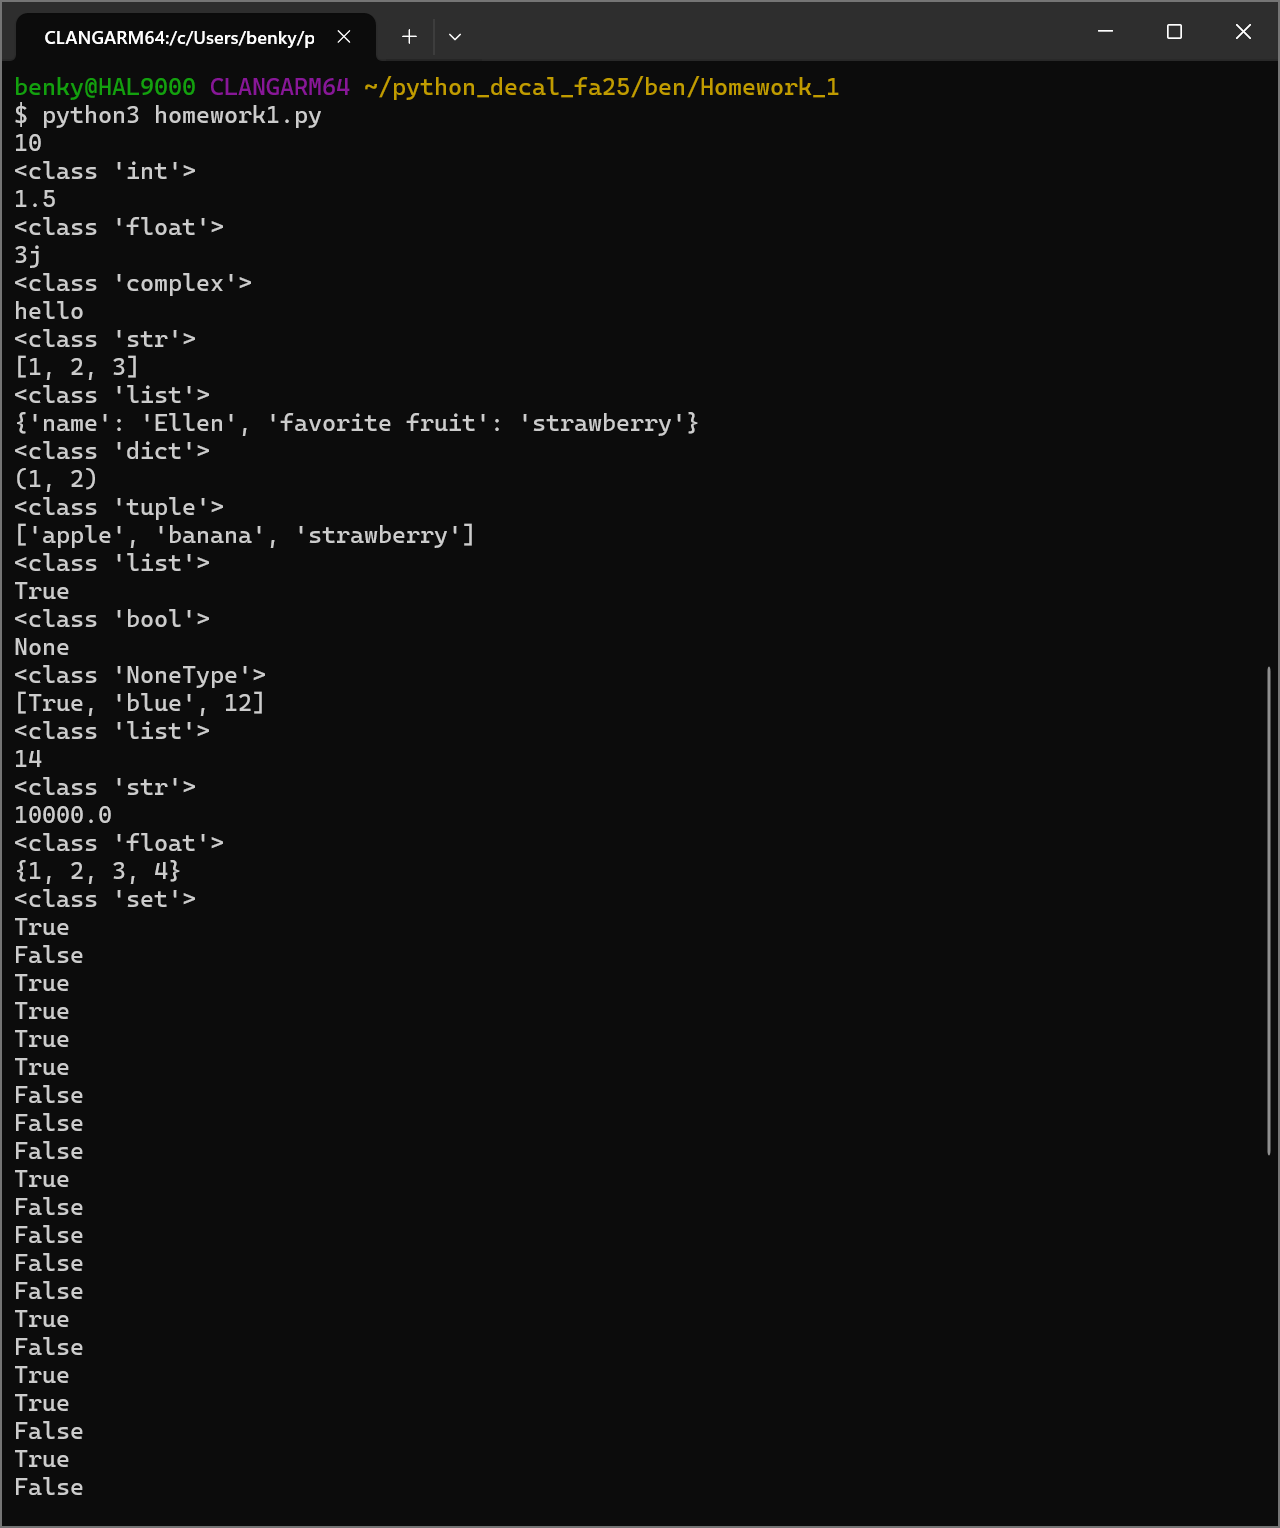 CLANGARM64:/c/Users/benky/p
benky@HAL9000 CLANGARM64 ~/python_decal_fa25/ben/Homework_1
$ python3 homework1.py
10
<class 'int'>
1.5
<class 'float'>
3j
<class 'complex'>
hello
<class 'str'>
[1, 2, 3]
<class 'list'>
{'name': 'Ellen', 'favorite fruit': 'strawberry'}
<class 'dict'>
(1, 2)
<class 'tuple'>
['apple', 'banana', 'strawberry']
<class 'list'>
True
<class 'bool'>
None
<class 'NoneType'>
[True, 'blue', 12]
<class 'list'>
14
<class 'str'>
10000.0
<class 'float'>
{1, 2, 3, 4}
<class 'set'>
True
False
True
True
True
True
False
False
False
True
False
False
False
False
True
False
True
True
False
True
False